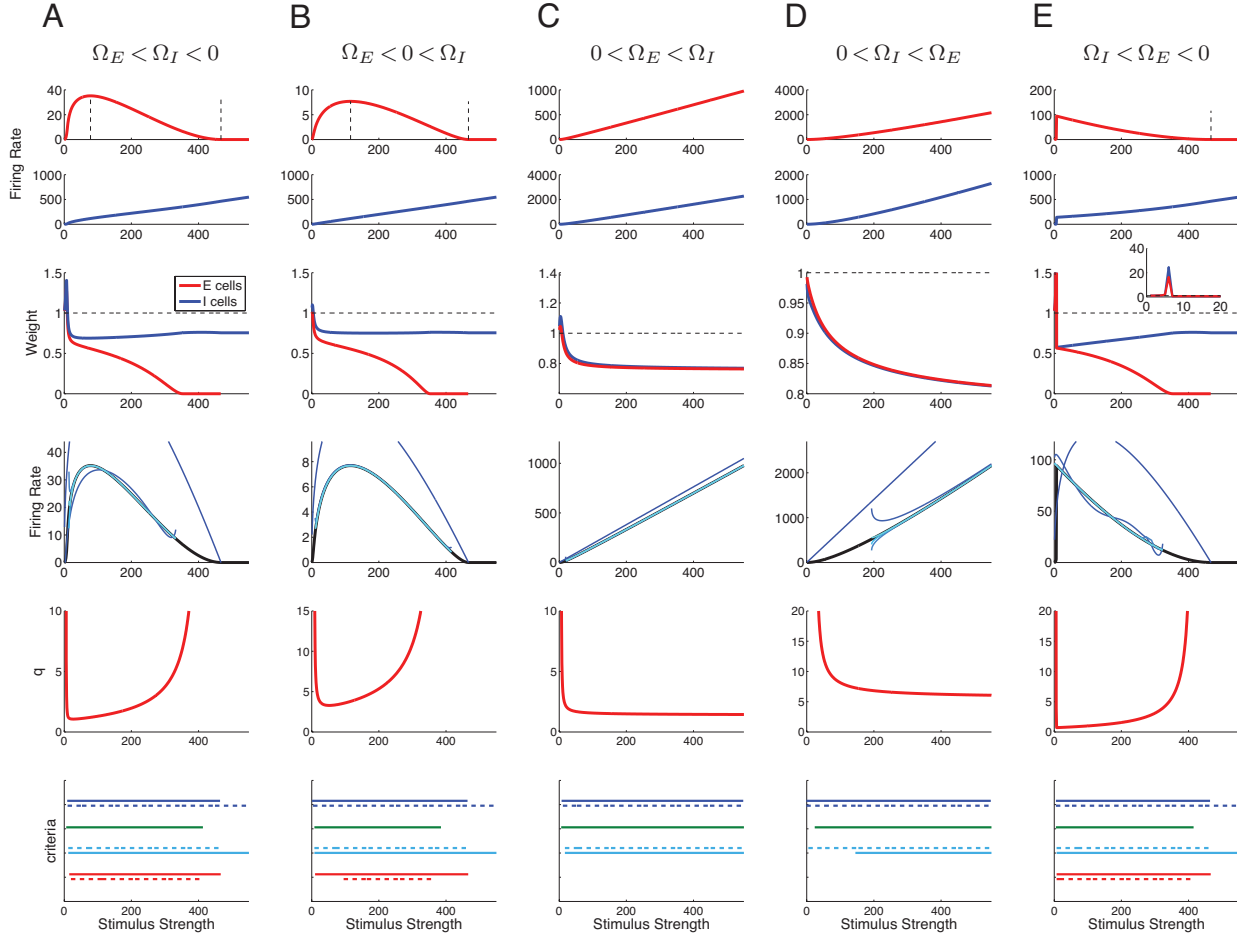 A B C D E
Ω_E < Ω_I < 0 Ω_E < 0 < Ω_I 0 < Ω_E < Ω_I 0 < Ω_I < Ω_E Ω_I < Ω_E < 0
Firing Rate
40 20 0 0 200 400
10 5 0 0 200 400
1000 500 0 0 200 400
4000 2000 0 0 200 400
200 100 0 0 200 400
1000 500 0 0 200 400
1000 500 0 0 200 400
4000 2000 0 0 200 400
2000 1000 0 0 200 400
1000 500 0 0 200 400
Weight
1.5 1 0.5 0 0 200 400
E cells
I cells
1.5 1 0.5 0 0 200 400
1.4 1.2 1 0.8 0 200 400
1 0.95 0.9 0.85 0.8 0 200 400
1.5 1 0.5 0 0 200 400
40 20 0 0 10 20
Firing Rate
40 30 20 10 0 0 200 400
8 6 4 2 0 0 200 400
1000 500 0 0 200 400
2000 1000 0 0 200 400
100 50 0 0 200 400
q
10 5 0 0 200 400
15 10 5 0 0 200 400
10 5 0 0 200 400
20 15 10 5 0 0 200 400
20 15 10 5 0 0 200 400
criteria
0 200 400 0 200 400 0 200 400 0 200 400 0 200 400
Stimulus Strength Stimulus Strength Stimulus Strength Stimulus Strength Stimulus Strength